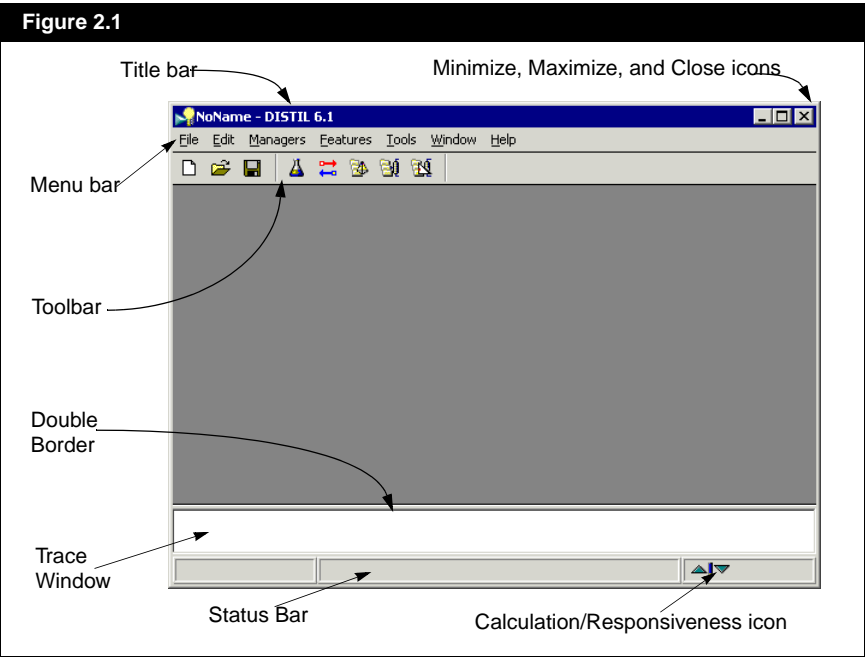 Figure 2.1
Title bar
Minimize, Maximize, and Close icons
NoName - DISTIL 6.1
File Edit Managers Features Tools Window Help
Menu bar
Toolbar
Double
Border
Trace
Window
Status Bar
Calculation/Responsiveness icon